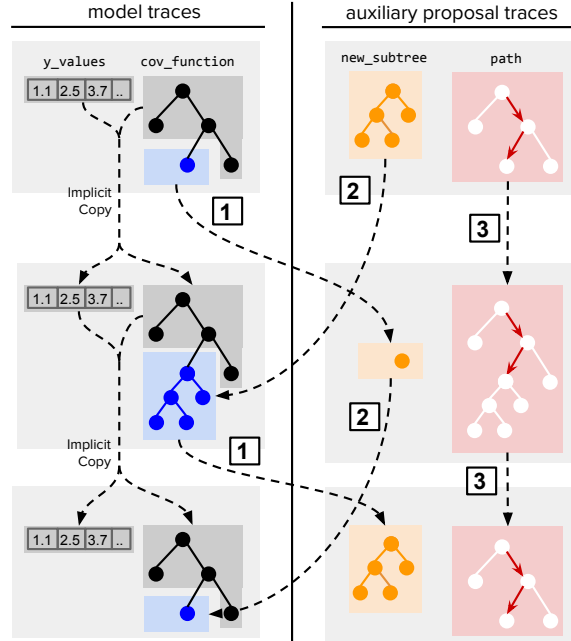 model traces
auxiliary proposal traces
y_values
cov_function
new_subtree
path
1.1 2.5 3.7 ..
Implicit
Copy
1
2
3
1.1 2.5 3.7 ..
Implicit
Copy
1
2
3
1.1 2.5 3.7 ..